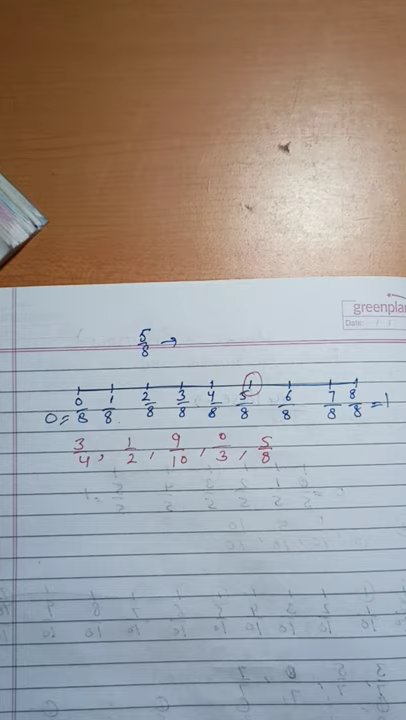 greenplan
Date:
5/8 →
0 = 0/8 1/8 2/8 3/8 4/8 5/8 6/8 7/8 8/8 = 1
3/4, 1/2, 9/10, 0/3, 5/8